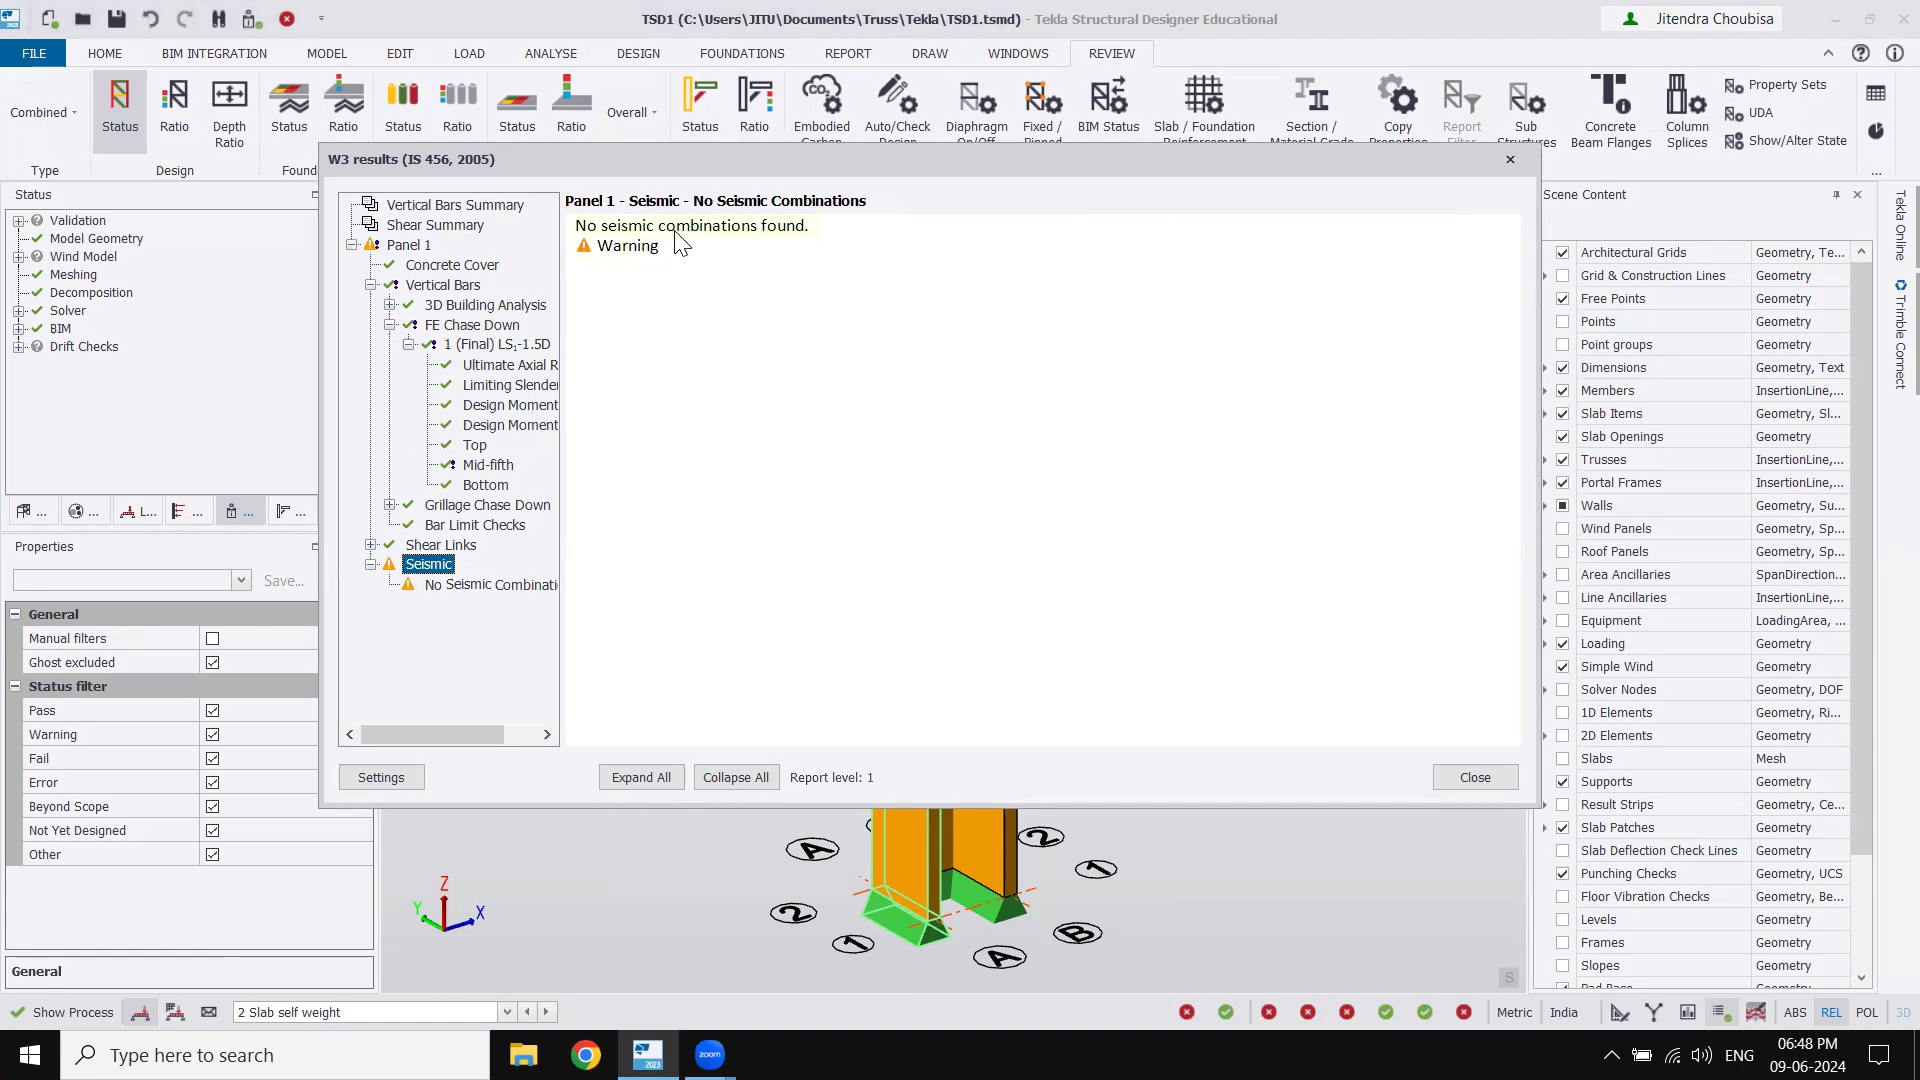 TSD1 (C:\Users\JITU\Documents\Truss\Tekla\TSD1.tsmd) - Tekla Structural Designer Educational
Jitendra Choubisa
FILE HOME BIM INTEGRATION MODEL EDIT LOAD ANALYSE DESIGN FOUNDATIONS REPORT DRAW WINDOWS REVIEW
Combined
Status
Ratio
Depth
Ratio
Status
Ratio
Status
Ratio
Status
Ratio
Overall
Status
Ratio
Embodied
Carbon
Auto/Check
Design
Diaphragm
On/Off
Fixed /
Pinned
BIM Status
Slab / Foundation
Reinforcement
Section /
Material Grade
Copy
Properties
Report
Filter
Sub
Structures
Concrete
Beam Flanges
Column
Splices
Property Sets
UDA
Show/Alter State
...
Type
Design
Found
Status
Validation
Model Geometry
Wind Model
Meshing
Decomposition
Solver
BIM
Drift Checks
... ... L... ... ... ...
Properties
Save...
General
Manual filters
Ghost excluded
Status filter
Pass
Warning
Fail
Error
Beyond Scope
Not Yet Designed
Other
General
W3 results (IS 456, 2005)
Vertical Bars Summary
Shear Summary
Panel 1
Concrete Cover
Vertical Bars
3D Building Analysis
FE Chase Down
1 (Final) LS₁-1.5D
Ultimate Axial R
Limiting Slender
Design Moment
Design Moment
Top
Mid-fifth
Bottom
Grillage Chase Down
Bar Limit Checks
Shear Links
Seismic
No Seismic Combinati
Panel 1 - Seismic - No Seismic Combinations
No seismic combinations found.
Warning
Settings
Expand All
Collapse All
Report level: 1
Close
Scene Content
Architectural Grids Geometry, Te...
Grid & Construction Lines Geometry
Free Points Geometry
Points Geometry
Point groups Geometry
Dimensions Geometry, Text
Members InsertionLine,...
Slab Items Geometry, Sl...
Slab Openings Geometry
Trusses InsertionLine,...
Portal Frames InsertionLine,...
Walls Geometry, Su...
Wind Panels Geometry, Sp...
Roof Panels Geometry, Sp...
Area Ancillaries SpanDirection...
Line Ancillaries InsertionLine,...
Equipment LoadingArea, ...
Loading Geometry
Simple Wind Geometry
Solver Nodes Geometry, DOF
1D Elements Geometry, Ri...
2D Elements Geometry
Slabs Mesh
Supports Geometry
Result Strips Geometry, Ce...
Slab Patches Geometry
Slab Deflection Check Lines Geometry
Punching Checks Geometry, UCS
Floor Vibration Checks Geometry, Be...
Levels Geometry
Frames Geometry
Slopes Geometry
Tekla Online
Trimble Connect
Z
Y
X
A
2
1
2
1
B
A
S
Show Process
2 Slab self weight
Metric
India
ABS
REL
POL
3D
Type here to search
2023
zoom
ENG
06:48 PM
09-06-2024